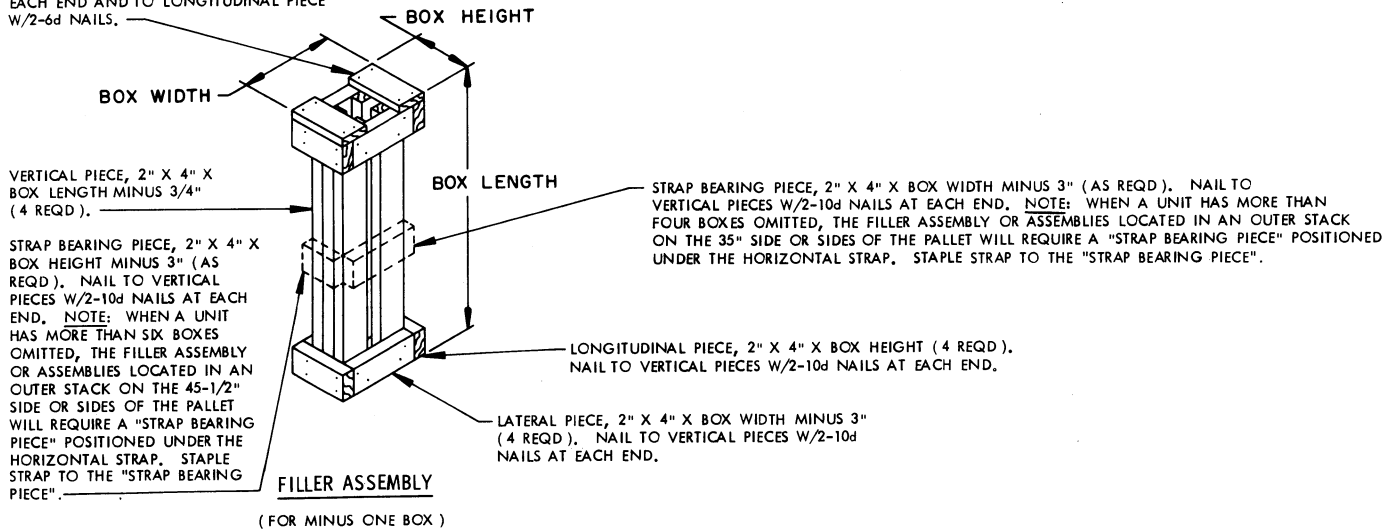 EACH END AND TO LONGITUDINAL PIECE
W/2-6d NAILS.
BOX HEIGHT
BOX WIDTH
VERTICAL PIECE, 2" X 4" X
BOX LENGTH MINUS 3/4"
(4 REQD).
BOX LENGTH
STRAP BEARING PIECE, 2" X 4" X BOX WIDTH MINUS 3" (AS REQD). NAIL TO
VERTICAL PIECES W/2-10d NAILS AT EACH END. NOTE: WHEN A UNIT HAS MORE THAN
FOUR BOXES OMITTED, THE FILLER ASSEMBLY OR ASSEMBLIES LOCATED IN AN OUTER STACK
ON THE 35" SIDE OR SIDES OF THE PALLET WILL REQUIRE A "STRAP BEARING PIECE" POSITIONED
UNDER THE HORIZONTAL STRAP. STAPLE STRAP TO THE "STRAP BEARING PIECE".
STRAP BEARING PIECE, 2" X 4" X
BOX HEIGHT MINUS 3" (AS
REQD). NAIL TO VERTICAL
PIECES W/2-10d NAILS AT EACH
END. NOTE: WHEN A UNIT
HAS MORE THAN SIX BOXES
OMITTED, THE FILLER ASSEMBLY
OR ASSEMBLIES LOCATED IN AN
OUTER STACK ON THE 45-1/2"
SIDE OR SIDES OF THE PALLET
WILL REQUIRE A "STRAP BEARING
PIECE" POSITIONED UNDER THE
HORIZONTAL STRAP. STAPLE
STRAP TO THE "STRAP BEARING
PIECE".
LONGITUDINAL PIECE, 2" X 4" X BOX HEIGHT (4 REQD).
NAIL TO VERTICAL PIECES W/2-10d NAILS AT EACH END.
LATERAL PIECE, 2" X 4" X BOX WIDTH MINUS 3"
(4 REQD). NAIL TO VERTICAL PIECES W/2-10d
NAILS AT EACH END.
FILLER ASSEMBLY
(FOR MINUS ONE BOX)